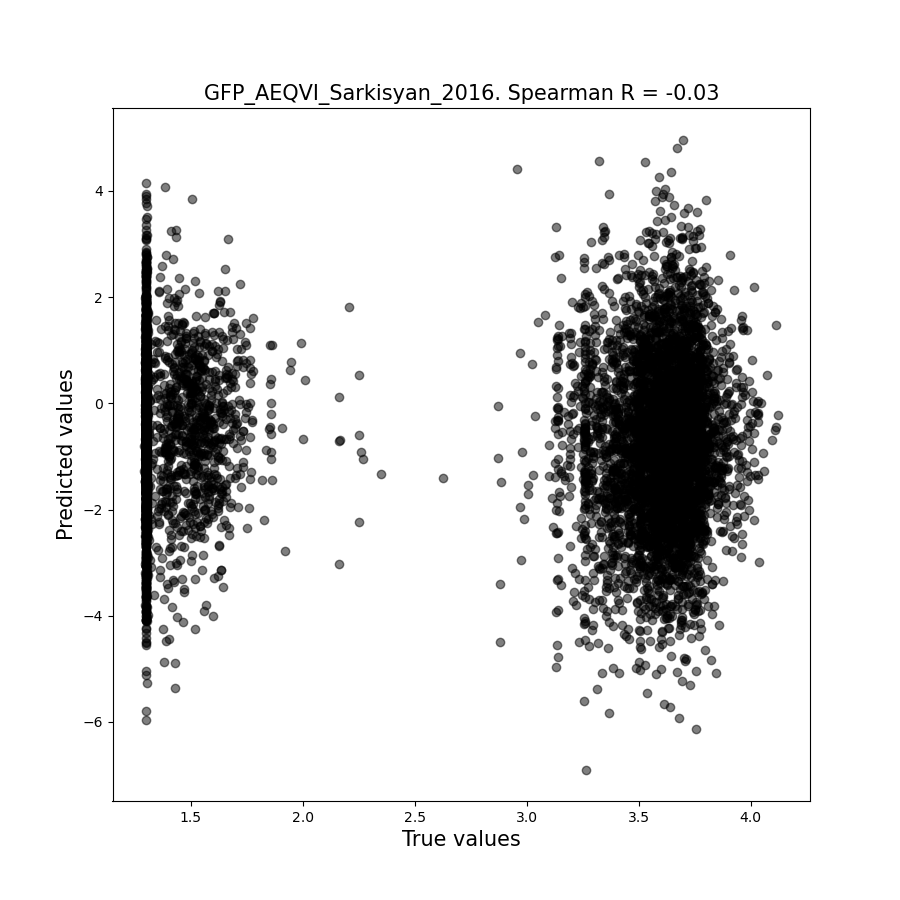 GFP_AEQVI_Sarkisyan_2016. Spearman R = -0.03
Predicted values
4
2
0
−2
−4
−6
1.5 2.0 2.5 3.0 3.5 4.0
True values